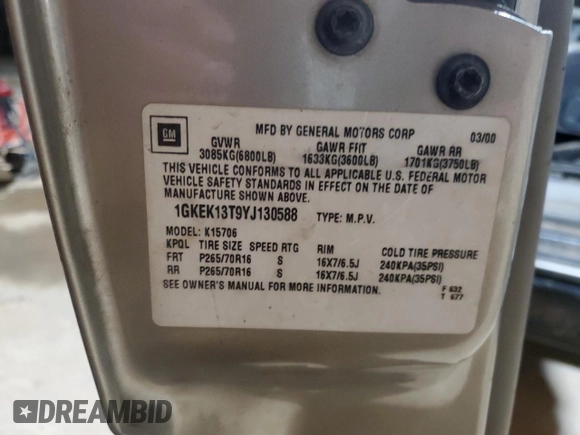 GM
MFD BY GENERAL MOTORS CORP 03/00
GVWR GAWR FRT GAWR RR
3085KG(6800LB) 1633KG(3600LB) 1701KG(3750LB)
THIS VEHICLE CONFORMS TO ALL APPLICABLE U.S. FEDERAL MOTOR
VEHICLE SAFETY STANDARDS IN EFFECT ON THE DATE OF
MANUFACTURE SHOWN ABOVE.
1GKEK13T9YJ130588 TYPE: M.P.V.
MODEL: K15706
KPQL TIRE SIZE SPEED RTG RIM COLD TIRE PRESSURE
FRT P265/70R16 S 16X7/6.5J 240KPA(35PSI)
RR P265/70R16 S 16X7/6.5J 240KPA(35PSI)
SEE OWNER'S MANUAL FOR MORE INFORMATION.
F 632
T 677
DREAMBID